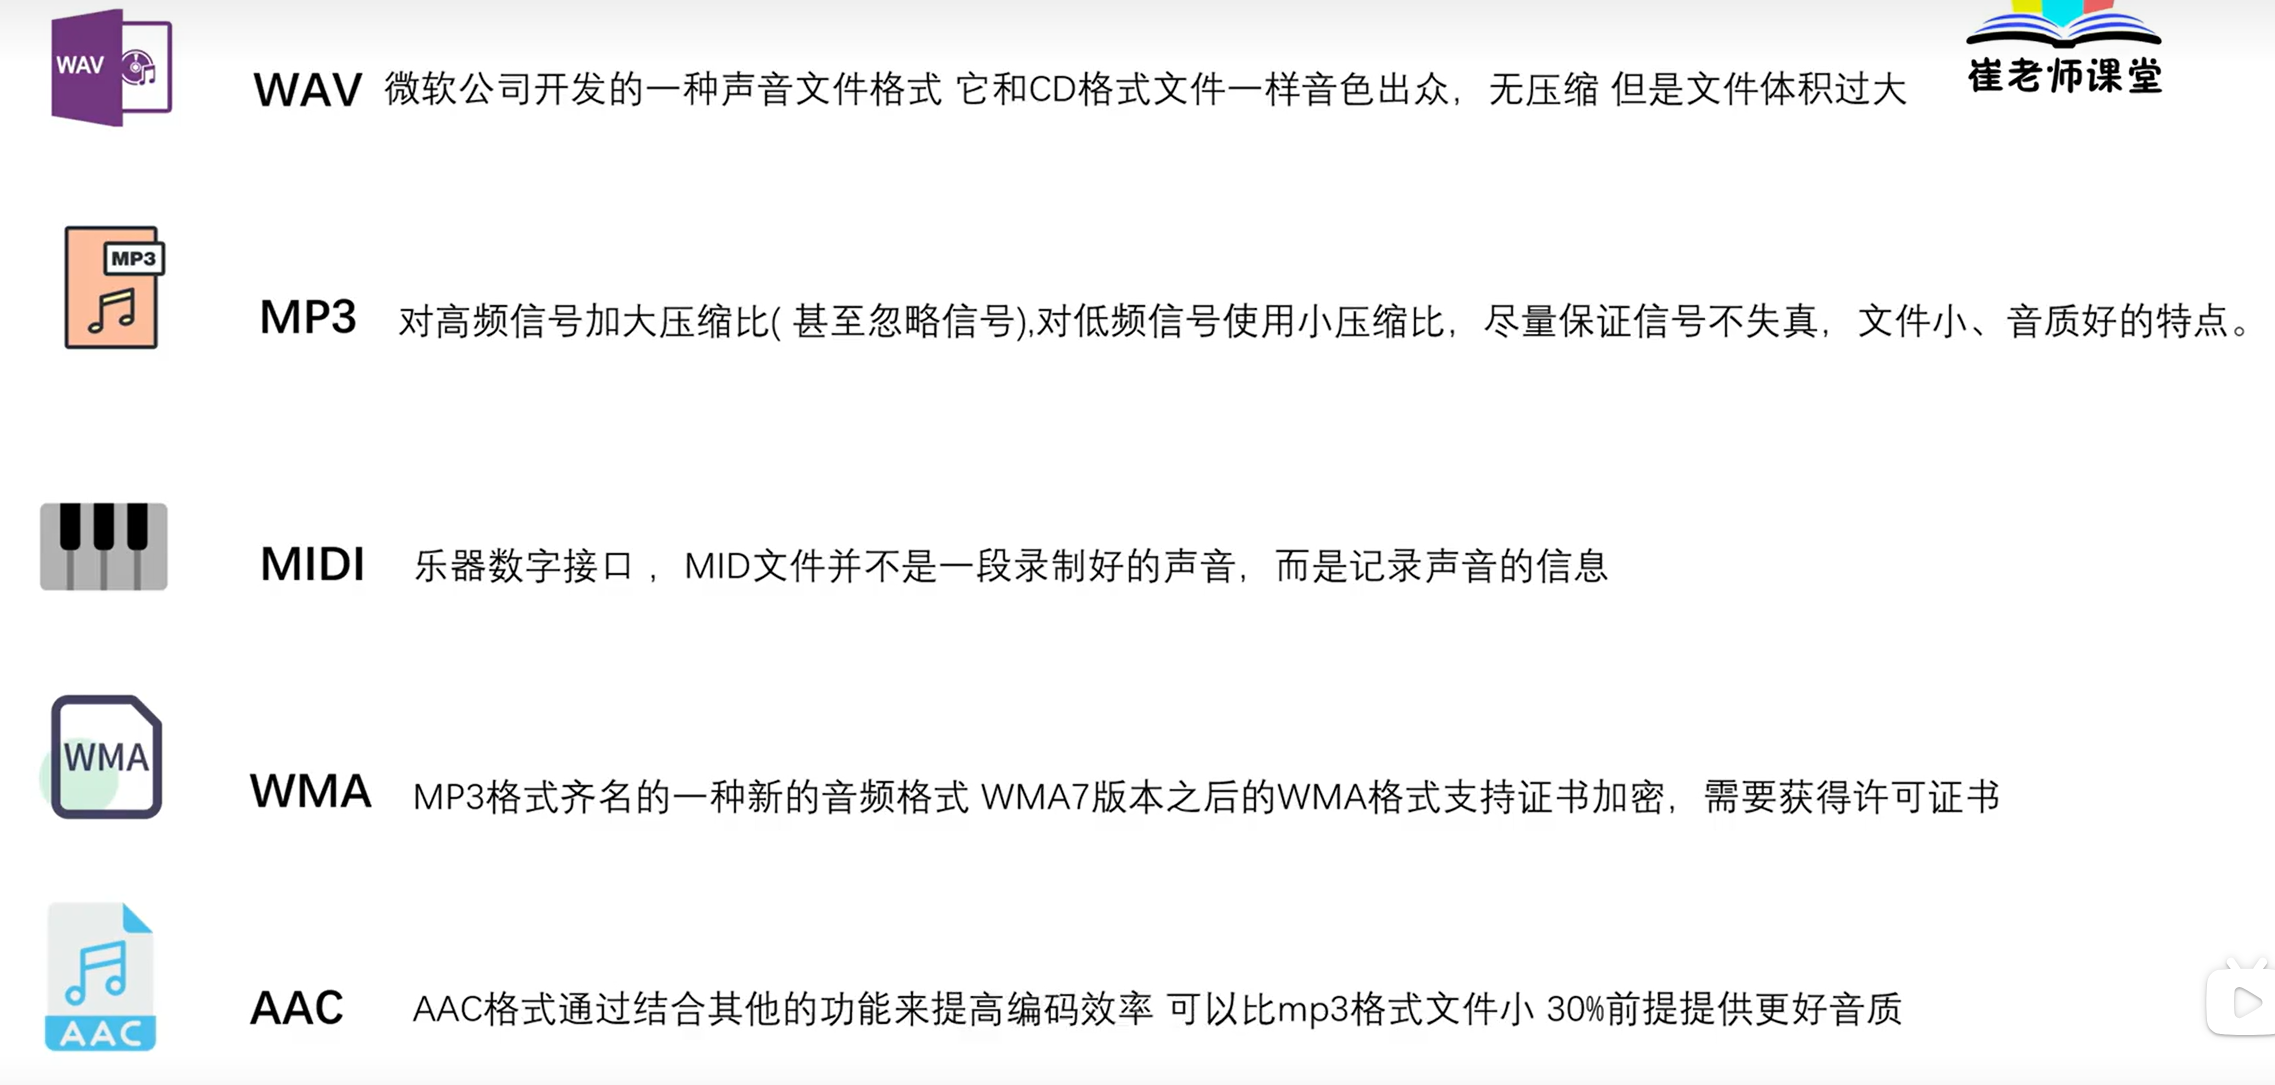 WAV
WAV 微软公司开发的一种声音文件格式 它和CD格式文件一样音色出众，无压缩 但是文件体积过大
崔老师课堂
MP3
MP3 对高频信号加大压缩比( 甚至忽略信号),对低频信号使用小压缩比，尽量保证信号不失真，文件小、音质好的特点。
MIDI 乐器数字接口 ，MID文件并不是一段录制好的声音，而是记录声音的信息
WMA
WMA MP3格式齐名的一种新的音频格式 WMA7版本之后的WMA格式支持证书加密，需要获得许可证书
AAC AAC格式通过结合其他的功能来提高编码效率 可以比mp3格式文件小 30%前提提供更好音质
AAC